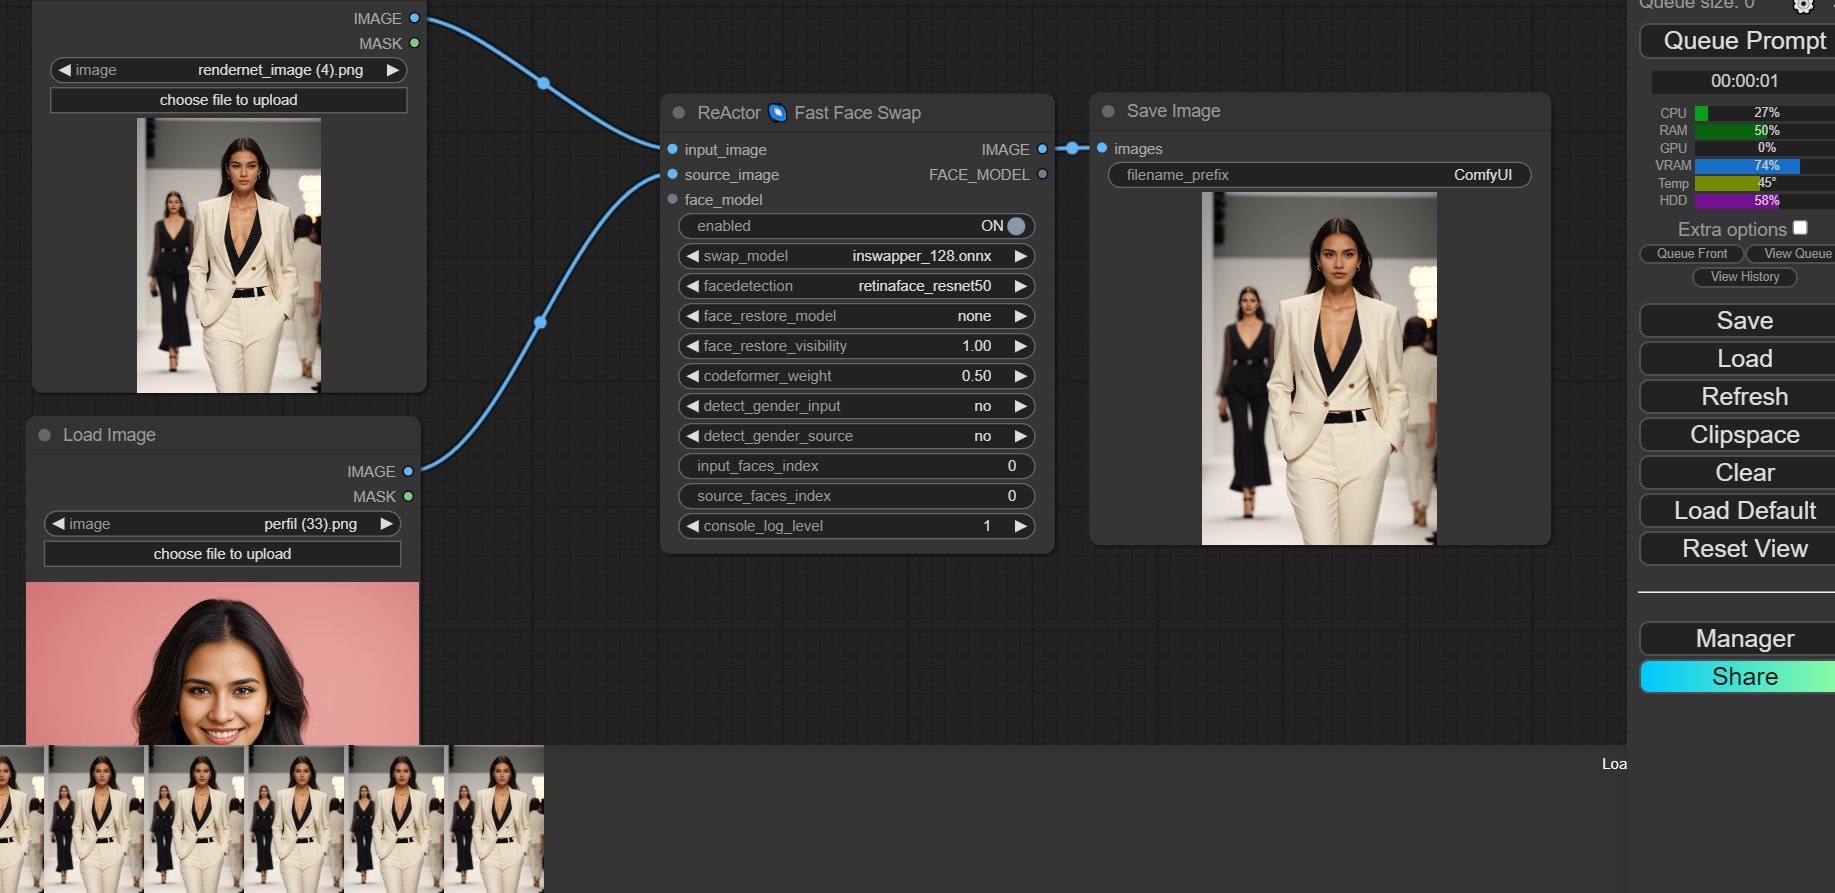 IMAGE
MASK
image rendernet_image (4).png
choose file to upload
Load Image
IMAGE
MASK
image perfil (33).png
choose file to upload
ReActor Fast Face Swap
input_image IMAGE
source_image FACE_MODEL
face_model
enabled ON
swap_model inswapper_128.onnx
facedetection retinaface_resnet50
face_restore_model none
face_restore_visibility 1.00
codeformer_weight 0.50
detect_gender_input no
detect_gender_source no
input_faces_index 0
source_faces_index 0
console_log_level 1
Save Image
images
filename_prefix ComfyUI
Loa
Queue size: 0
Queue Prompt
00:00:01
CPU 27%
RAM 50%
GPU 0%
VRAM 74%
Temp 45°
HDD 58%
Extra options
Queue Front View Queue
View History
Save
Load
Refresh
Clipspace
Clear
Load Default
Reset View
Manager
Share